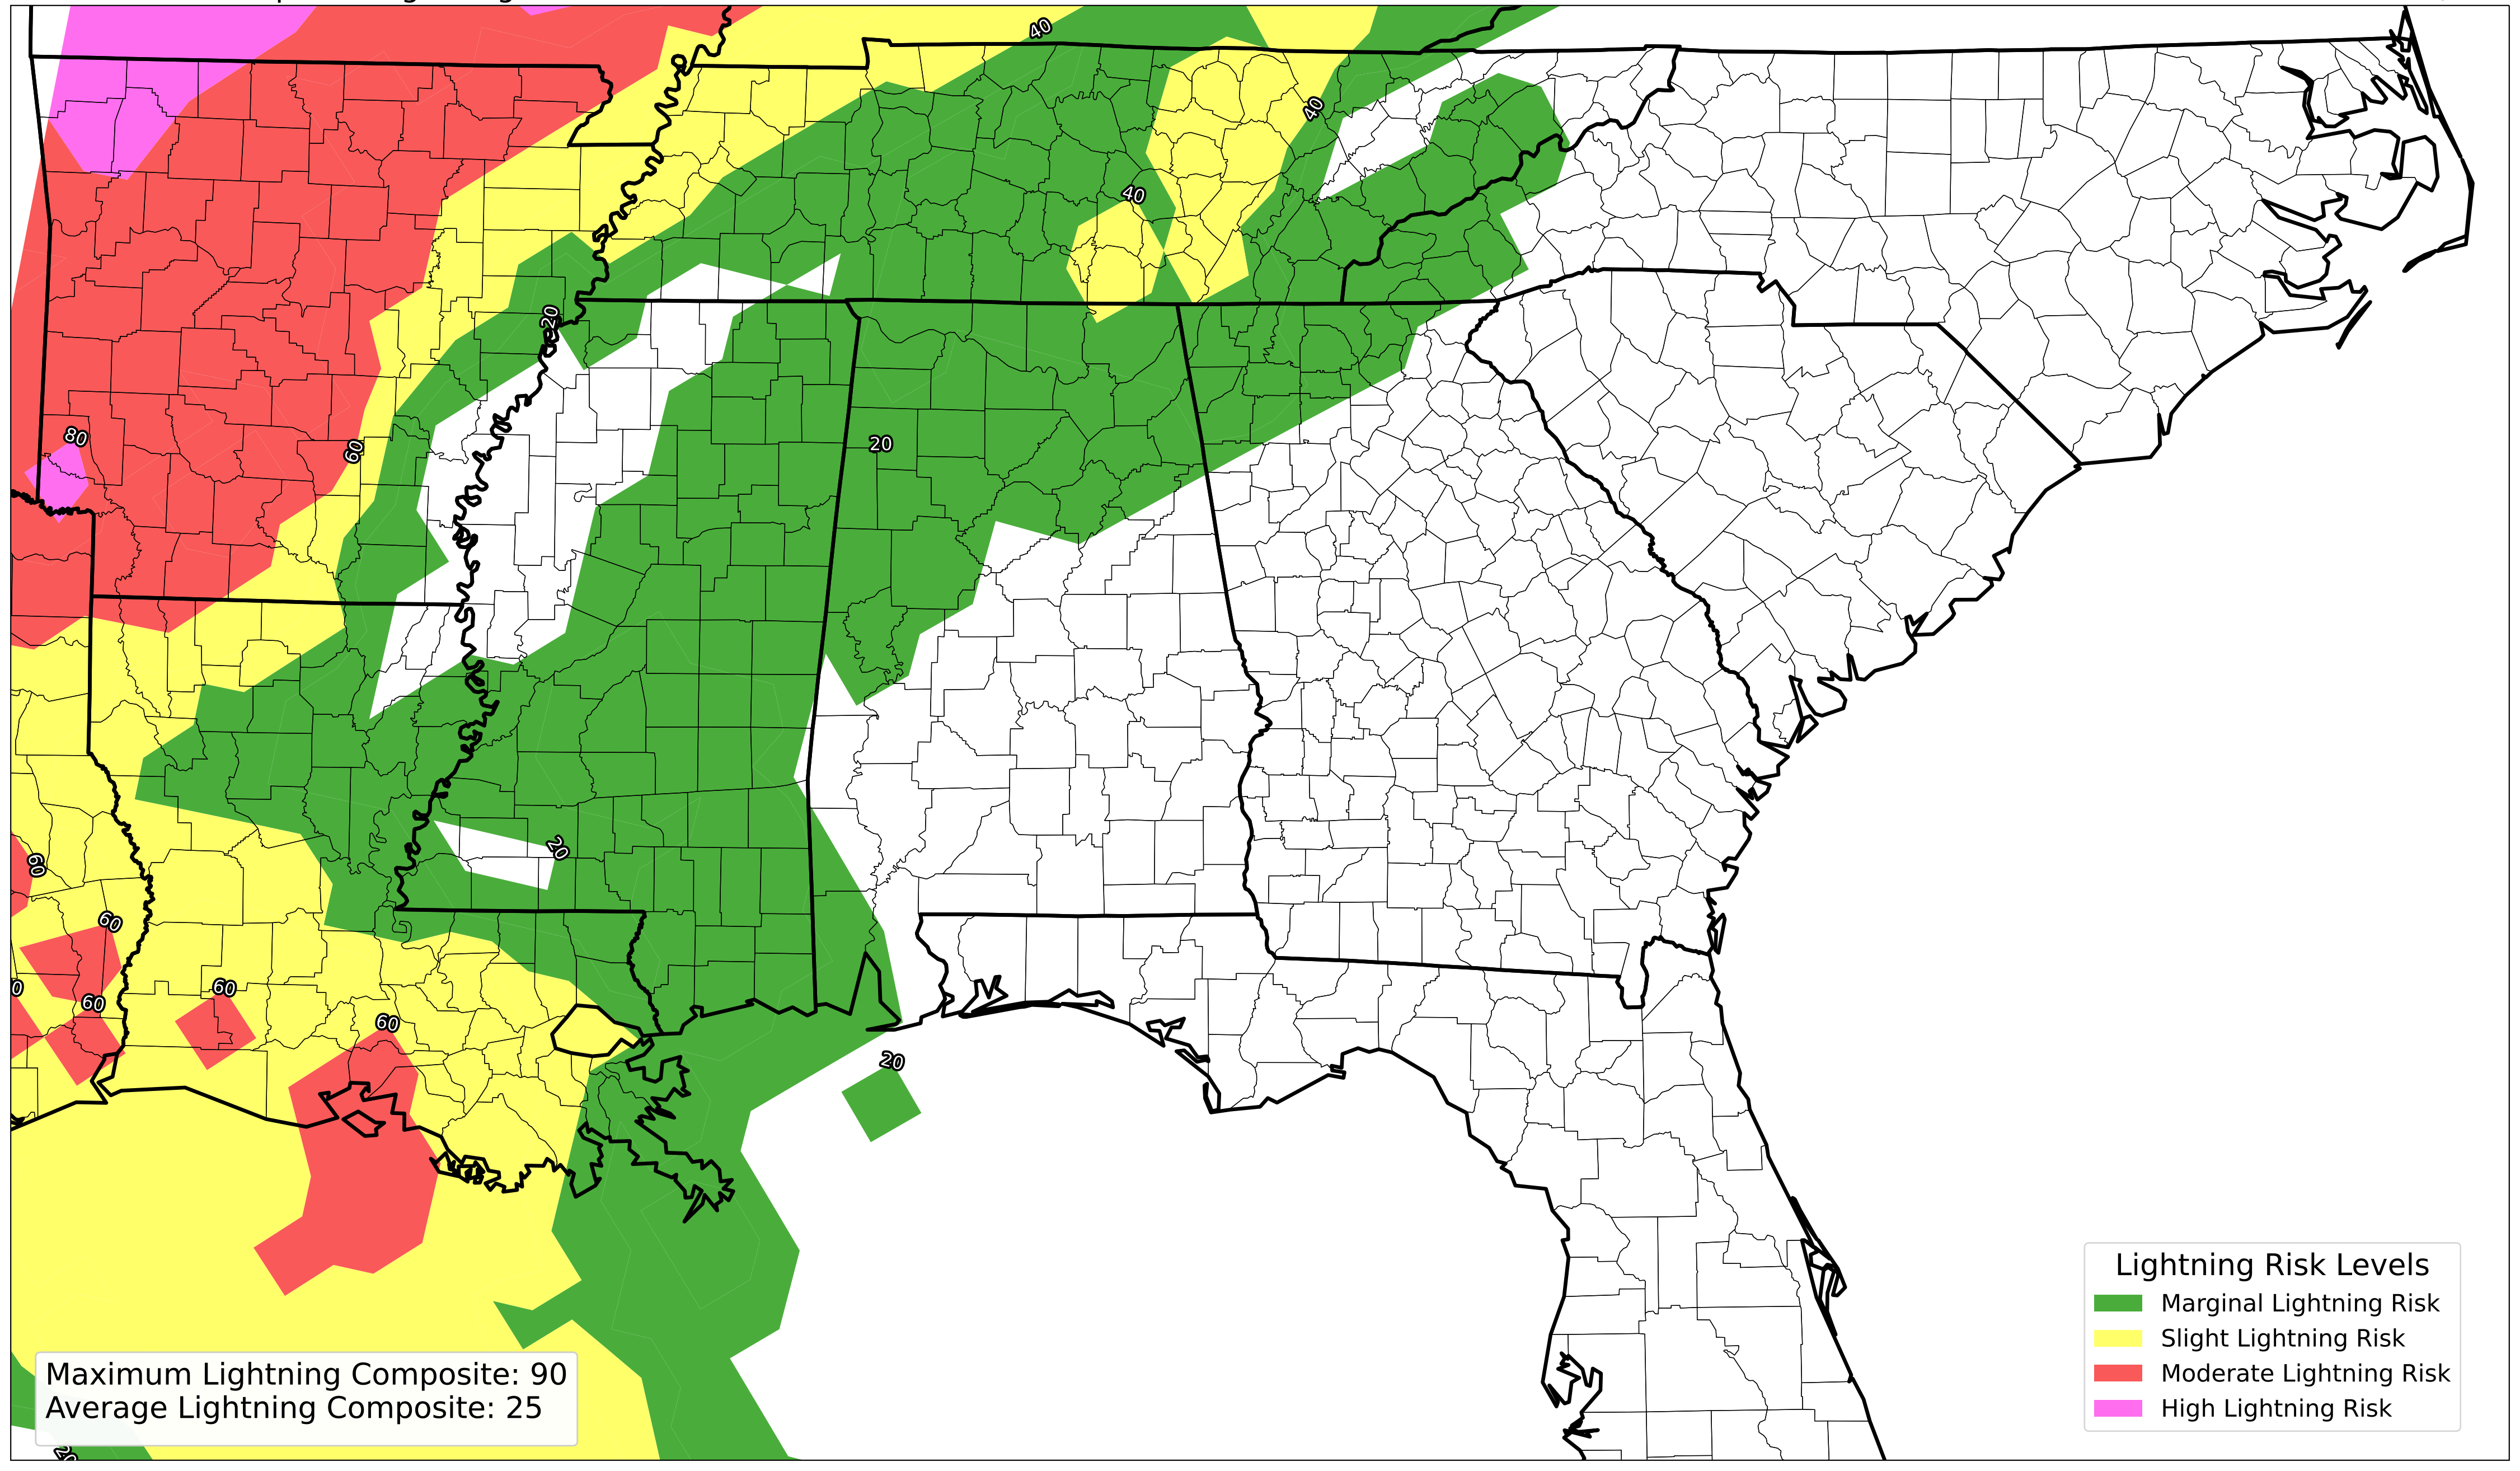 40
40
40
20
80
60
20
60
20
60
60
60
60
20
Lightning Risk Levels
Marginal Lightning Risk
Slight Lightning Risk
Moderate Lightning Risk
High Lightning Risk
Maximum Lightning Composite: 90
Average Lightning Composite: 25
20